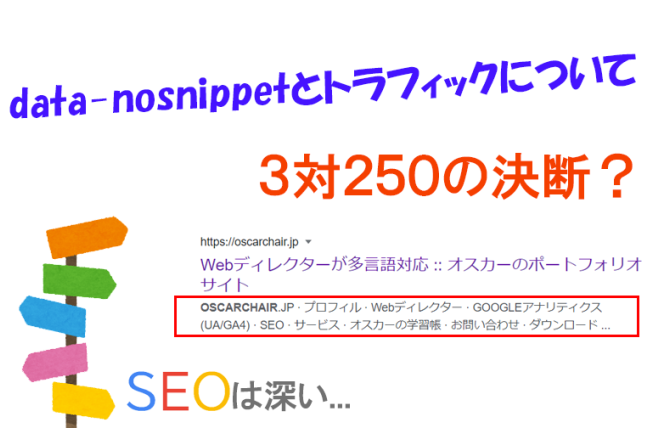 data-nosnippetとトラフィックについて
3対250の決断？
https://oscarchair.jp
Webディレクターが多言語対応 :: オスカーのポートフォリオ
サイト
OSCARCHAIR.JP · プロフィル · Webディレクター · GOOGLEアナリティクス
(UA/GA4) · SEO · サービス · オスカーの学習帳 · お問い合わせ · ダウンロード ...
SEOは深い...